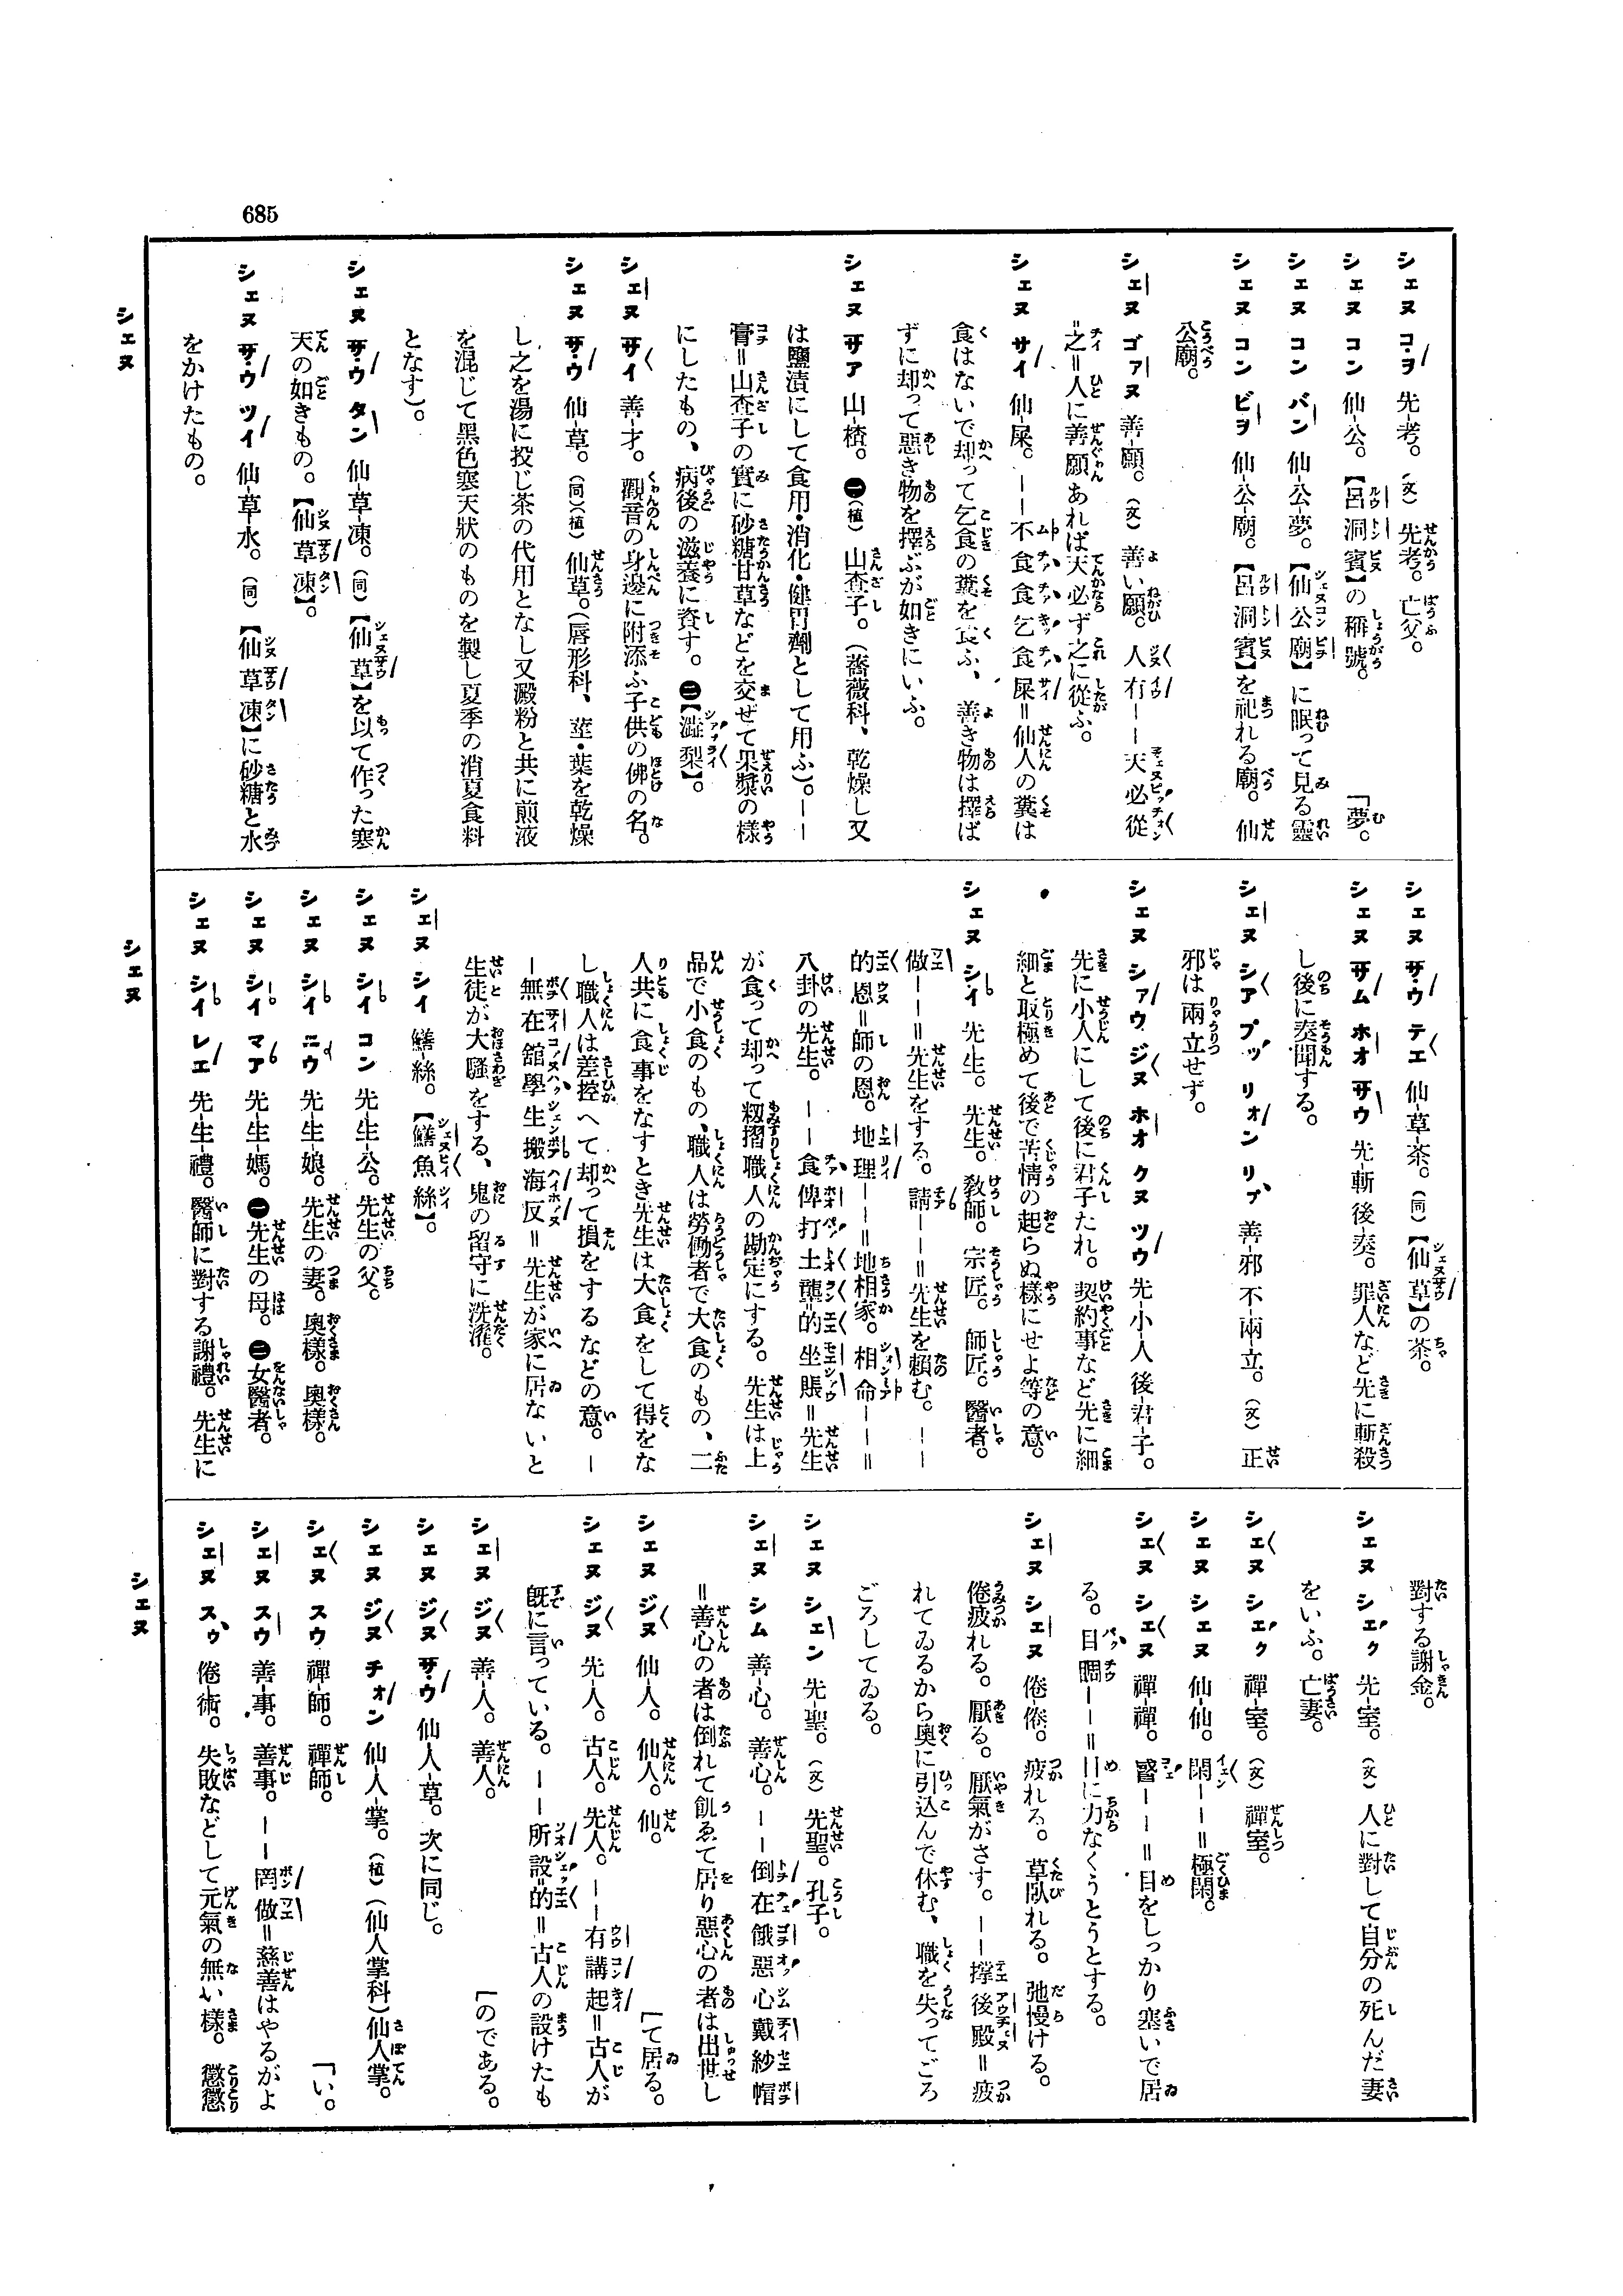 685
シェヌ コ・ヲ 先-考。(文) 先考。亡父。
シェヌ コン 仙-公。【呂洞賓】の稱號。 「夢。
シェヌ コン バン 仙-公-夢。【仙公廟】に眠って見る靈
シェヌ コン ビヲ 仙-公-廟。【呂洞賓】を祀れる廟。仙
公廟。
シェヌ ゴァヌ 善-願。(文) 善い願。人有ーー天必從
之=人に善願あれば天必ず之に從ふ。
シェヌ サイ 仙屎。ーー不食食乞食屎=仙人の糞は
食はないで却って乞食の糞を食ふ、善き物は擇ば
ずに却って惡き物を擇ぶが如きにいふ。
シェヌ サア 山-楂。㊀(植) 山査子。(薔薇科、乾燥し又
は鹽漬にして食用・消化・健胃劑として用ふ)。ーー
膏=山査子の實に砂糖甘草などを交ぜて果漿の樣
にしたもの、病後の滋養に資す。㊁【澁梨】。
シェヌ サイ 善-才。觀音の身邊に附添ふ子供の佛の名。
シェヌ サ・ウ 仙-草。(同)(植) 仙草。(唇形科、莖・葉を乾燥
し之を湯に投じ茶の代用となし又澱粉と共に煎液
を混じて黑色寒天狀のものを製し夏季の消夏食料
となす)。
シェヌ サ・ウ タン 仙-草-凍。(同)【仙草】を以て作った寒
天の如きもの。【仙草凍】。
シェヌ サ・ウ ツイ 仙-草-水。(同) 【仙草凍】に砂糖と水
をかけたもの。
シェヌ
シェヌ サ・ウ テエ 仙-草-茶。(同)【仙草】の茶。
シェヌ サム ホオ サウ 先-斬後-奏。罪人など先に斬殺
し後に奏聞する。
シェヌ シア プッ リォン リプ 善-邪不-兩-立。(文) 正
邪は兩立せず。
シェヌ シァウ ジヌ ホオ クヌ ツウ 先-小-人後-君-子。
先に小人にして後に君子たれ。契約事など先に細
細と取極めて後で苦情の起らぬ樣にせよ等の意。
シェヌ シイ 先生。先生。教師。宗匠。師匠。醫者。
做ーー=先生をする。請ーー=先生を賴む。ーー
的恩=師の恩。地理ーー=地相家。相命ーー=
八卦の先生。ーー食俾打土礱的坐賬=先生
が食って却って籾摺職人の勘定にする。先生は上
品で小食のもの、職人は勞働者で大食のもの、二
人共に食事をなすとき先生は大食をして得をな
し職人は差控へて却って損をするなどの意。ー
ー無在館學生搬海反=先生が家に居ないと
生徒が大騷をする、鬼の留守に洗濯。
シェヌ シイ 鱔-絲。【鱔魚絲】。
シェヌ シイ コン 先-生-公。先生の父。
シェヌ シイ ニウ 先-生-娘。先生の妻。奧樣。奧樣。
シェヌ シイ マア 先-生-媽。㊀先生の母。㊁女醫者。
シェヌ シイ レエ 先-生-禮。醫師に對する謝禮。先生に
シェヌ
對する謝金。
シェヌ シェク 先-室。(文) 人に對して自分の死んだ妻
をいふ。亡妻。
シェヌ シェク 禪-室。(文) 禪室。
シェヌ シェヌ 仙-仙。閑ーー=極閑。
シェヌ シェヌ 禪-禪。ーー=目をしっかり塞いで居
る。目睭ーー=目に力なくうとうとする。
シェヌ シェヌ 倦-倦。疲れる。草臥れる。弛慢ける。
倦疲れる。厭る。厭氣がさす。ーー撑後殿=疲
れてゐるから奧に引込んで休む、職を失ってごろ
ごろしてゐる。
シェヌ シェン 先-聖。(文) 先聖。孔子。
シェヌ シム 善-心。善心。ーー倒在餓惡心戴紗帽
=善心の者は倒れて飢ゑて居り惡心の者は出世し
シェヌ ジヌ 仙-人。仙人。仙。 「て居る。
シェヌ ジヌ 先-人。古人。先人。ーー有講起=古人が
既に言っている。ーー所設的=古人の設けたも
シェヌ ジヌ 善-人。善人。 「のである。
シェヌ ジヌ サ・ウ 仙-人-草。次に同じ。
シェヌ ジヌ チォン 仙-人-掌。(植)(仙人掌科)仙人掌。
シェヌ スウ 禪-師。禪師。 「い。
シェヌ スウ 善-事。善事。ーー罔做=慈善はやるがよ
シェヌ スゥ 倦術。失敗などして元氣の無い樣。懲懲
シェヌ